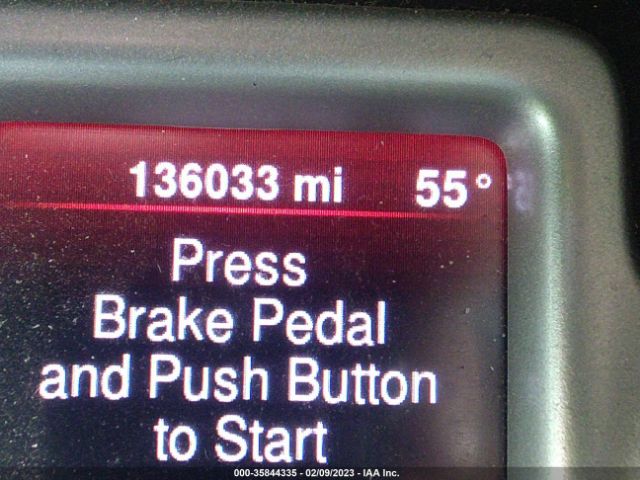 136033 mi 55°
Press
Brake Pedal
and Push Button
to Start
000-35844335 - 02/09/2023 - IAA Inc.